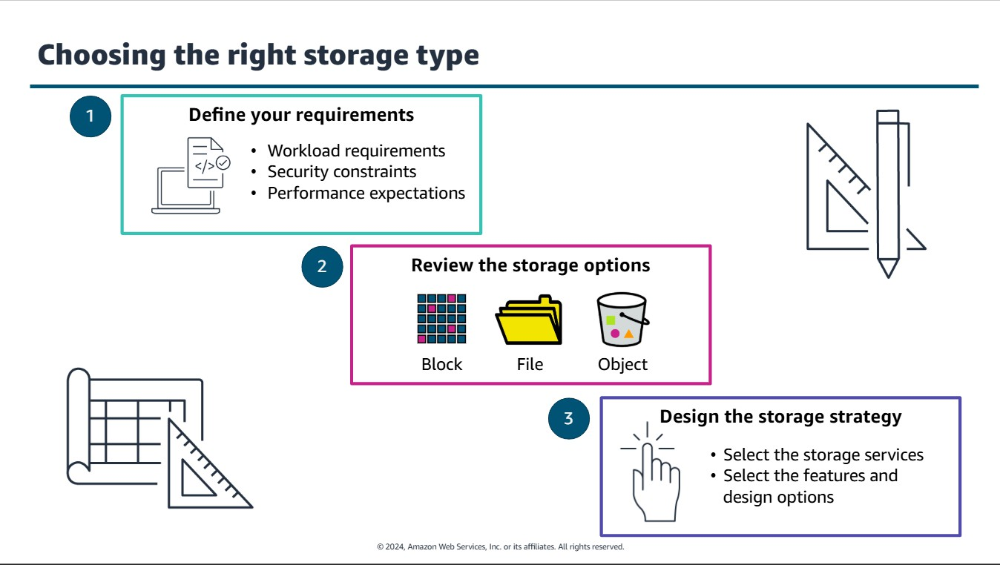 Choosing the right storage type
1
Define your requirements
</>
• Workload requirements
• Security constraints
• Performance expectations
2
Review the storage options
Block File Object
3
Design the storage strategy
• Select the storage services
• Select the features and
design options
© 2024, Amazon Web Services, Inc. or its affiliates. All rights reserved.